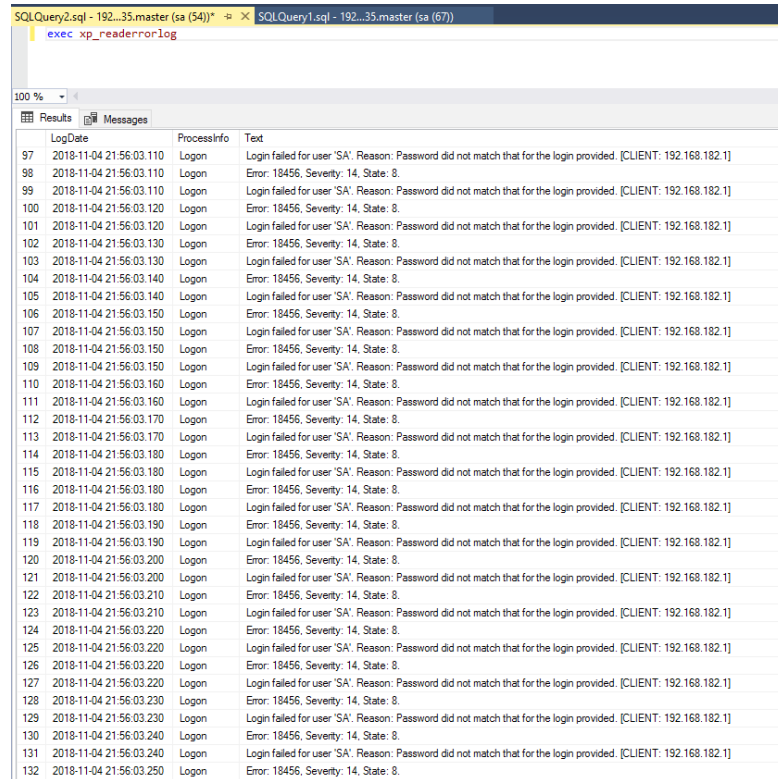 SQLQuery2.sql - 192...35.master (sa (54))* SQLQuery1.sql - 192...35.master (sa (67))
exec xp_readerrorlog
100 %
Results Messages
LogDate ProcessInfo Text
97 2018-11-04 21:56:03.110 Logon Login failed for user 'SA'. Reason: Password did not match that for the login provided. [CLIENT: 192.168.182.1]
98 2018-11-04 21:56:03.110 Logon Error: 18456, Severity: 14, State: 8.
99 2018-11-04 21:56:03.110 Logon Login failed for user 'SA'. Reason: Password did not match that for the login provided. [CLIENT: 192.168.182.1]
100 2018-11-04 21:56:03.120 Logon Error: 18456, Severity: 14, State: 8.
101 2018-11-04 21:56:03.120 Logon Login failed for user 'SA'. Reason: Password did not match that for the login provided. [CLIENT: 192.168.182.1]
102 2018-11-04 21:56:03.130 Logon Error: 18456, Severity: 14, State: 8.
103 2018-11-04 21:56:03.130 Logon Login failed for user 'SA'. Reason: Password did not match that for the login provided. [CLIENT: 192.168.182.1]
104 2018-11-04 21:56:03.140 Logon Error: 18456, Severity: 14, State: 8.
105 2018-11-04 21:56:03.140 Logon Login failed for user 'SA'. Reason: Password did not match that for the login provided. [CLIENT: 192.168.182.1]
106 2018-11-04 21:56:03.150 Logon Error: 18456, Severity: 14, State: 8.
107 2018-11-04 21:56:03.150 Logon Login failed for user 'SA'. Reason: Password did not match that for the login provided. [CLIENT: 192.168.182.1]
108 2018-11-04 21:56:03.150 Logon Error: 18456, Severity: 14, State: 8.
109 2018-11-04 21:56:03.150 Logon Login failed for user 'SA'. Reason: Password did not match that for the login provided. [CLIENT: 192.168.182.1]
110 2018-11-04 21:56:03.160 Logon Error: 18456, Severity: 14, State: 8.
111 2018-11-04 21:56:03.160 Logon Login failed for user 'SA'. Reason: Password did not match that for the login provided. [CLIENT: 192.168.182.1]
112 2018-11-04 21:56:03.170 Logon Error: 18456, Severity: 14, State: 8.
113 2018-11-04 21:56:03.170 Logon Login failed for user 'SA'. Reason: Password did not match that for the login provided. [CLIENT: 192.168.182.1]
114 2018-11-04 21:56:03.180 Logon Error: 18456, Severity: 14, State: 8.
115 2018-11-04 21:56:03.180 Logon Login failed for user 'SA'. Reason: Password did not match that for the login provided. [CLIENT: 192.168.182.1]
116 2018-11-04 21:56:03.180 Logon Error: 18456, Severity: 14, State: 8.
117 2018-11-04 21:56:03.180 Logon Login failed for user 'SA'. Reason: Password did not match that for the login provided. [CLIENT: 192.168.182.1]
118 2018-11-04 21:56:03.190 Logon Error: 18456, Severity: 14, State: 8.
119 2018-11-04 21:56:03.190 Logon Login failed for user 'SA'. Reason: Password did not match that for the login provided. [CLIENT: 192.168.182.1]
120 2018-11-04 21:56:03.200 Logon Error: 18456, Severity: 14, State: 8.
121 2018-11-04 21:56:03.200 Logon Login failed for user 'SA'. Reason: Password did not match that for the login provided. [CLIENT: 192.168.182.1]
122 2018-11-04 21:56:03.210 Logon Error: 18456, Severity: 14, State: 8.
123 2018-11-04 21:56:03.210 Logon Login failed for user 'SA'. Reason: Password did not match that for the login provided. [CLIENT: 192.168.182.1]
124 2018-11-04 21:56:03.220 Logon Error: 18456, Severity: 14, State: 8.
125 2018-11-04 21:56:03.220 Logon Login failed for user 'SA'. Reason: Password did not match that for the login provided. [CLIENT: 192.168.182.1]
126 2018-11-04 21:56:03.220 Logon Error: 18456, Severity: 14, State: 8.
127 2018-11-04 21:56:03.220 Logon Login failed for user 'SA'. Reason: Password did not match that for the login provided. [CLIENT: 192.168.182.1]
128 2018-11-04 21:56:03.230 Logon Error: 18456, Severity: 14, State: 8.
129 2018-11-04 21:56:03.230 Logon Login failed for user 'SA'. Reason: Password did not match that for the login provided. [CLIENT: 192.168.182.1]
130 2018-11-04 21:56:03.240 Logon Error: 18456, Severity: 14, State: 8.
131 2018-11-04 21:56:03.240 Logon Login failed for user 'SA'. Reason: Password did not match that for the login provided. [CLIENT: 192.168.182.1]
132 2018-11-04 21:56:03.250 Logon Error: 18456, Severity: 14, State: 8.